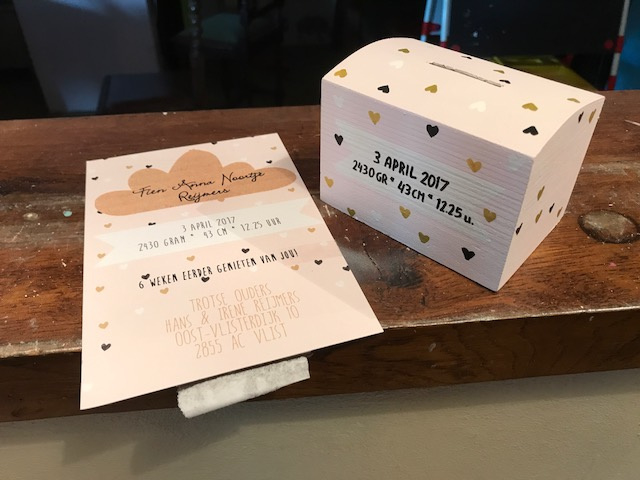 Fien Anna Noortje
Reijmers
3 APRIL 2017
2430 GRAM * 43 CM * 12.25 UUR
6 WEKEN EERDER GENIETEN VAN JOU!
TROTSE OUDERS
HANS & IRENE REIJMERS
OOST-VLISTERDIJK 10
2855 AC VLIST
3 APRIL 2017
2430 GR * 43 CM * 12.25 u.